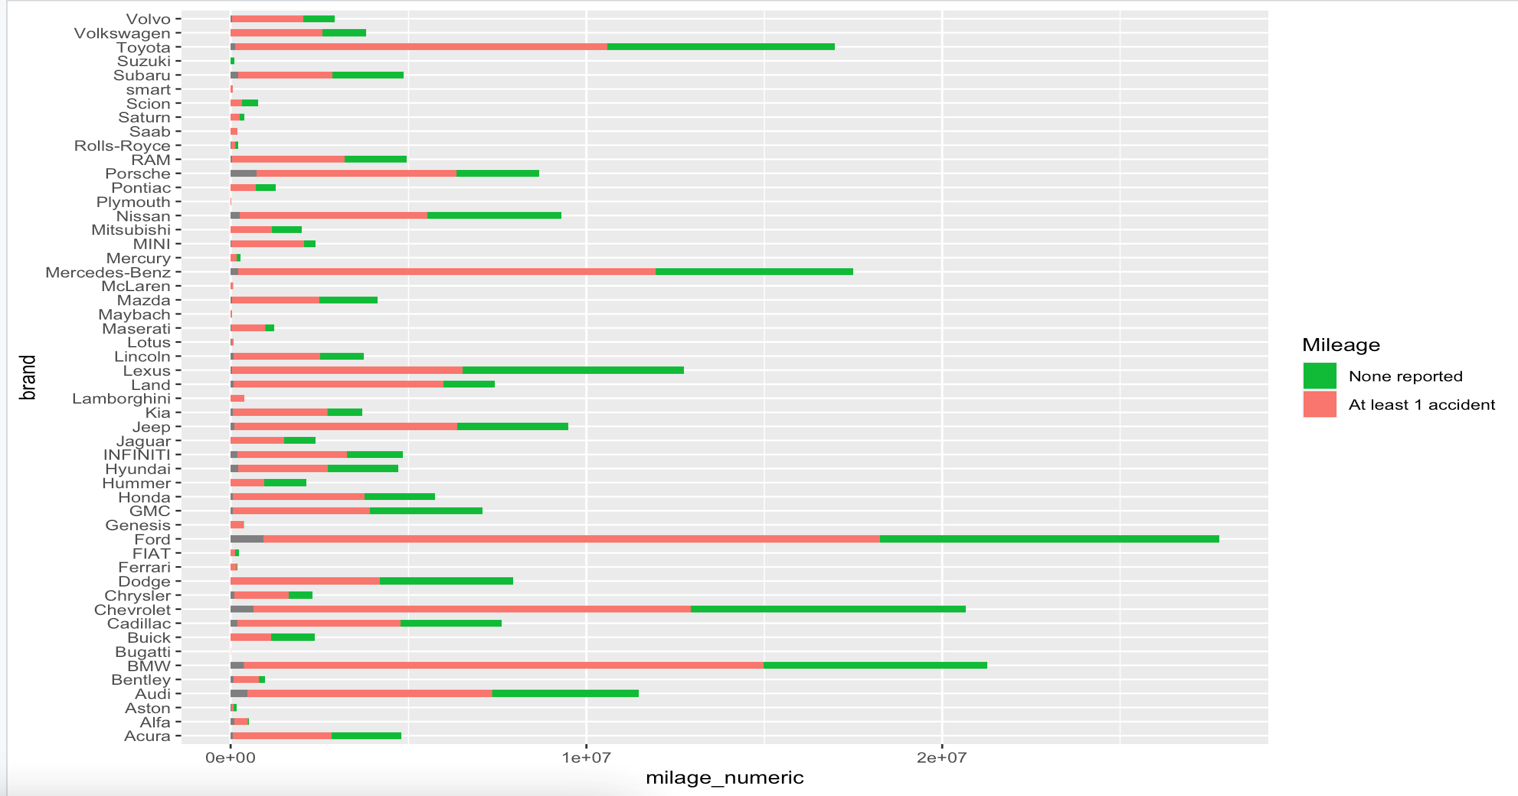 Volvo
Volkswagen
Toyota
Suzuki
Subaru
smart
Scion
Saturn
Saab
Rolls-Royce
RAM
Porsche
Pontiac
Plymouth
Nissan
Mitsubishi
MINI
Mercury
Mercedes-Benz
McLaren
Mazda
Maybach
Maserati
Lotus
Lincoln
Lexus
Land
Lamborghini
Kia
Jeep
Jaguar
INFINITI
Hyundai
Hummer
Honda
GMC
Genesis
Ford
FIAT
Ferrari
Dodge
Chrysler
Chevrolet
Cadillac
Buick
Bugatti
BMW
Bentley
Audi
Aston
Alfa
Acura
brand
0e+00 1e+07 2e+07
milage_numeric
Mileage
None reported
At least 1 accident